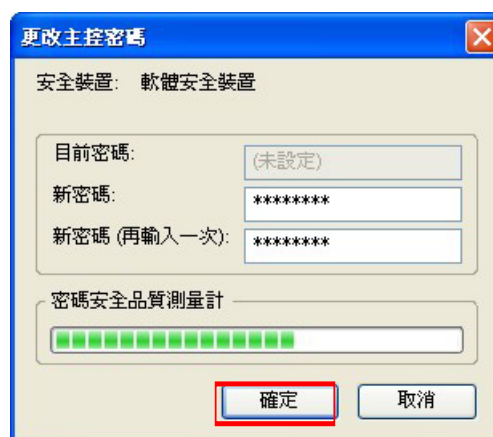 更改主控密碼
安全裝置: 軟體安全裝置
目前密碼: (未設定)
新密碼: ********
新密碼 (再輸入一次): ********
密碼安全品質測量計
確定 取消